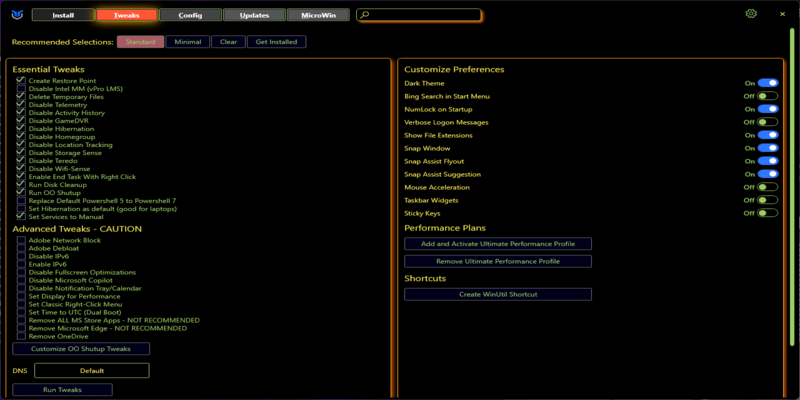 Install Tweaks Config Updates MicroWin
Recommended Selections: Standard Minimal Clear Get Installed
Essential Tweaks
Create Restore Point
Disable Intel MM (vPro LMS)
Delete Temporary Files
Disable Telemetry
Disable Activity History
Disable GameDVR
Disable Hibernation
Disable Homegroup
Disable Location Tracking
Disable Storage Sense
Disable Teredo
Disable Wifi-Sense
Enable End Task With Right Click
Run Disk Cleanup
Run OO Shutup
Replace Default Powershell 5 to Powershell 7
Set Hibernation as default (good for laptops)
Set Services to Manual
Advanced Tweaks - CAUTION
Adobe Network Block
Adobe Debloat
Disable IPv6
Enable IPv6
Disable Fullscreen Optimizations
Disable Microsoft Copilot
Disable Notification Tray/Calendar
Set Display for Performance
Set Classic Right-Click Menu
Set Time to UTC (Dual Boot)
Remove ALL MS Store Apps - NOT RECOMMENDED
Remove Microsoft Edge - NOT RECOMMENDED
Remove OneDrive
Customize OO Shutup Tweaks
DNS Default
Run Tweaks
Customize Preferences
Dark Theme On
Bing Search in Start Menu Off
NumLock on Startup On
Verbose Logon Messages Off
Show File Extensions On
Snap Window On
Snap Assist Flyout On
Snap Assist Suggestion On
Mouse Acceleration Off
Taskbar Widgets Off
Sticky Keys Off
Performance Plans
Add and Activate Ultimate Performance Profile
Remove Ultimate Performance Profile
Shortcuts
Create WinUtil Shortcut